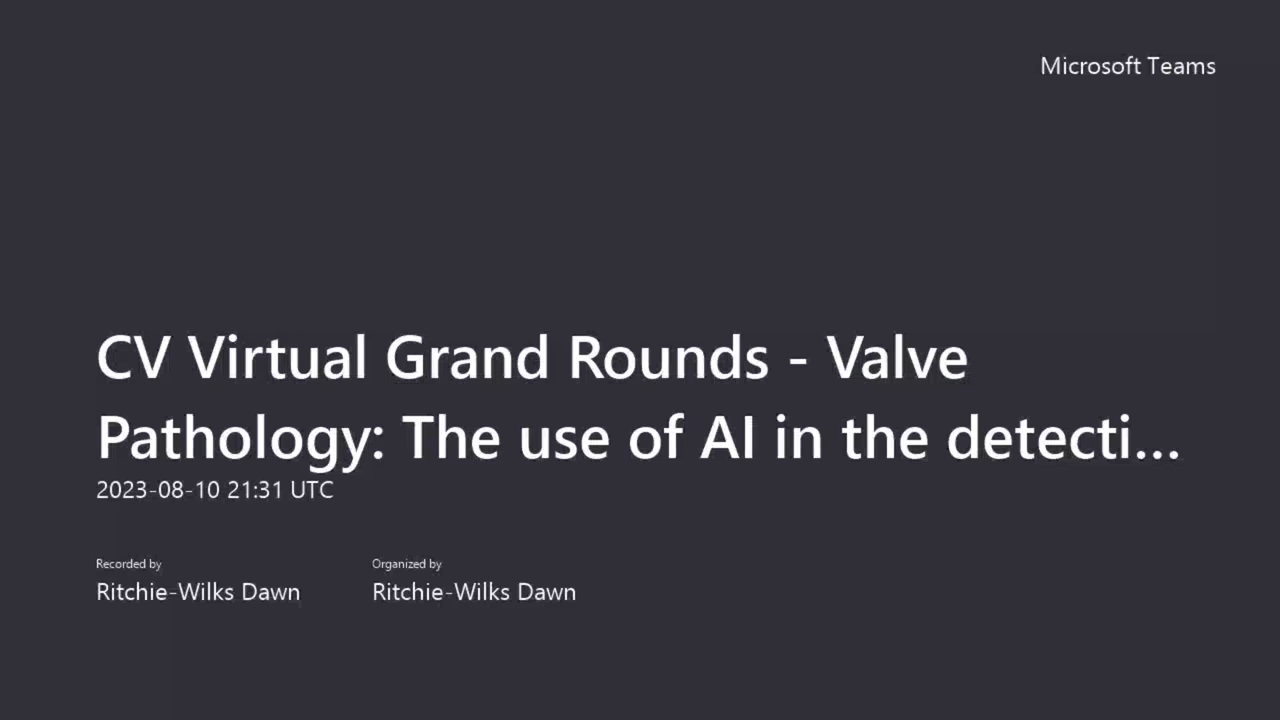 Microsoft Teams
CV Virtual Grand Rounds - Valve
Pathology: The use of AI in the detecti...
2023-08-10 21:31 UTC
Recorded by
Organized by
Ritchie-Wilks Dawn
Ritchie-Wilks Dawn